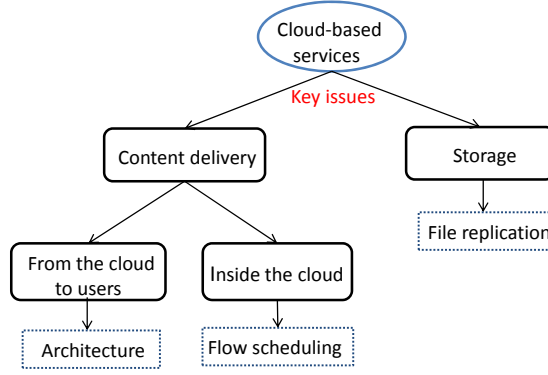 Cloud-based
services
Key issues
Content delivery
Storage
File replication
From the cloud
to users
Inside the cloud
Architecture
Flow scheduling